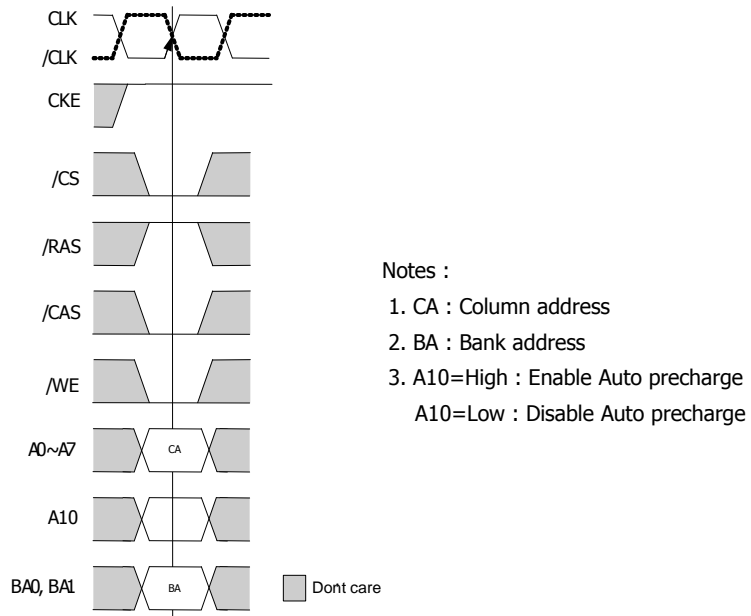 CLK
/CLK
CKE
/CS
/RAS
/CAS
/WE
A0~A7
CA
A10
BA0, BA1
BA
Dont care
Notes :
1. CA : Column address
2. BA : Bank address
3. A10=High : Enable Auto precharge
A10=Low : Disable Auto precharge